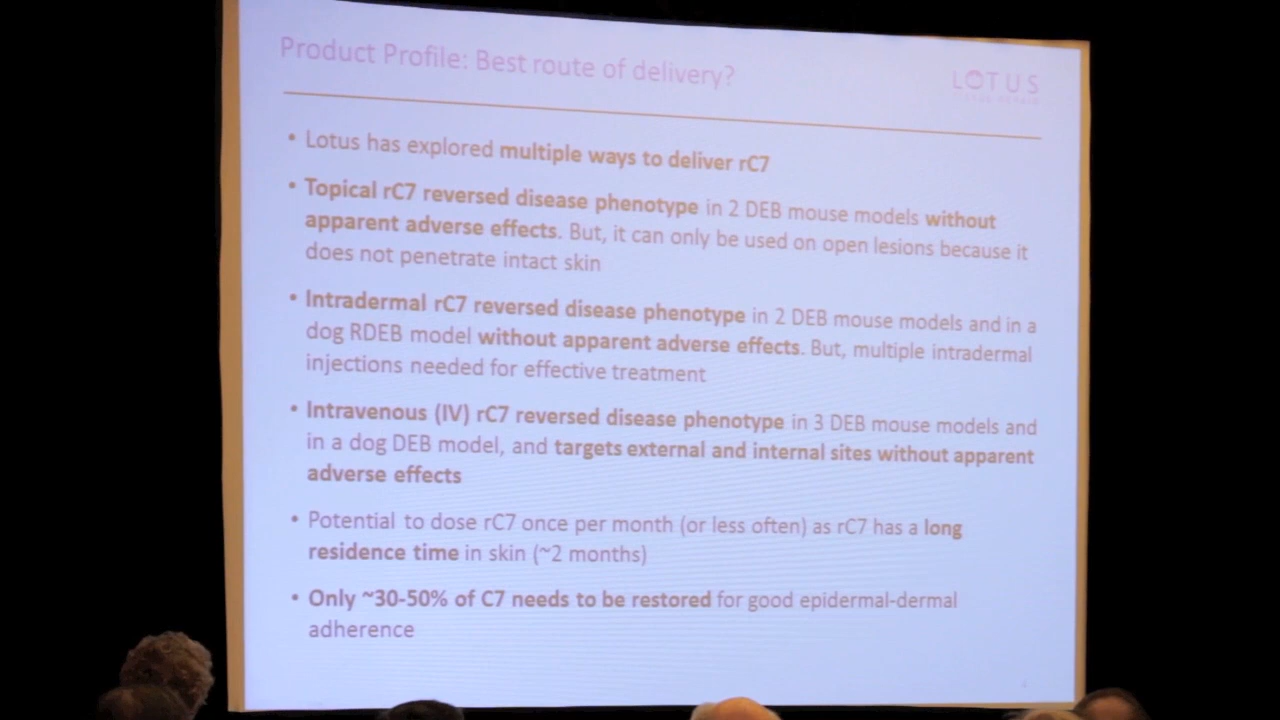 Product Profile: Best route of delivery?
LOTUS
• Lotus has explored multiple ways to deliver rC7
• Topical rC7 reversed disease phenotype in 2 DEB mouse models without
apparent adverse effects. But, it can only be used on open lesions because it
does not penetrate intact skin
• Intradermal rC7 reversed disease phenotype in 2 DEB mouse models and in a
dog RDEB model without apparent adverse effects. But, multiple intradermal
injections needed for effective treatment
• Intravenous (IV) rC7 reversed disease phenotype in 3 DEB mouse models and
in a dog DEB model, and targets external and internal sites without apparent
adverse effects
• Potential to dose rC7 once per month (or less often) as rC7 has a long
residence time in skin (~2 months)
• Only ~30-50% of C7 needs to be restored for good epidermal-dermal
adherence